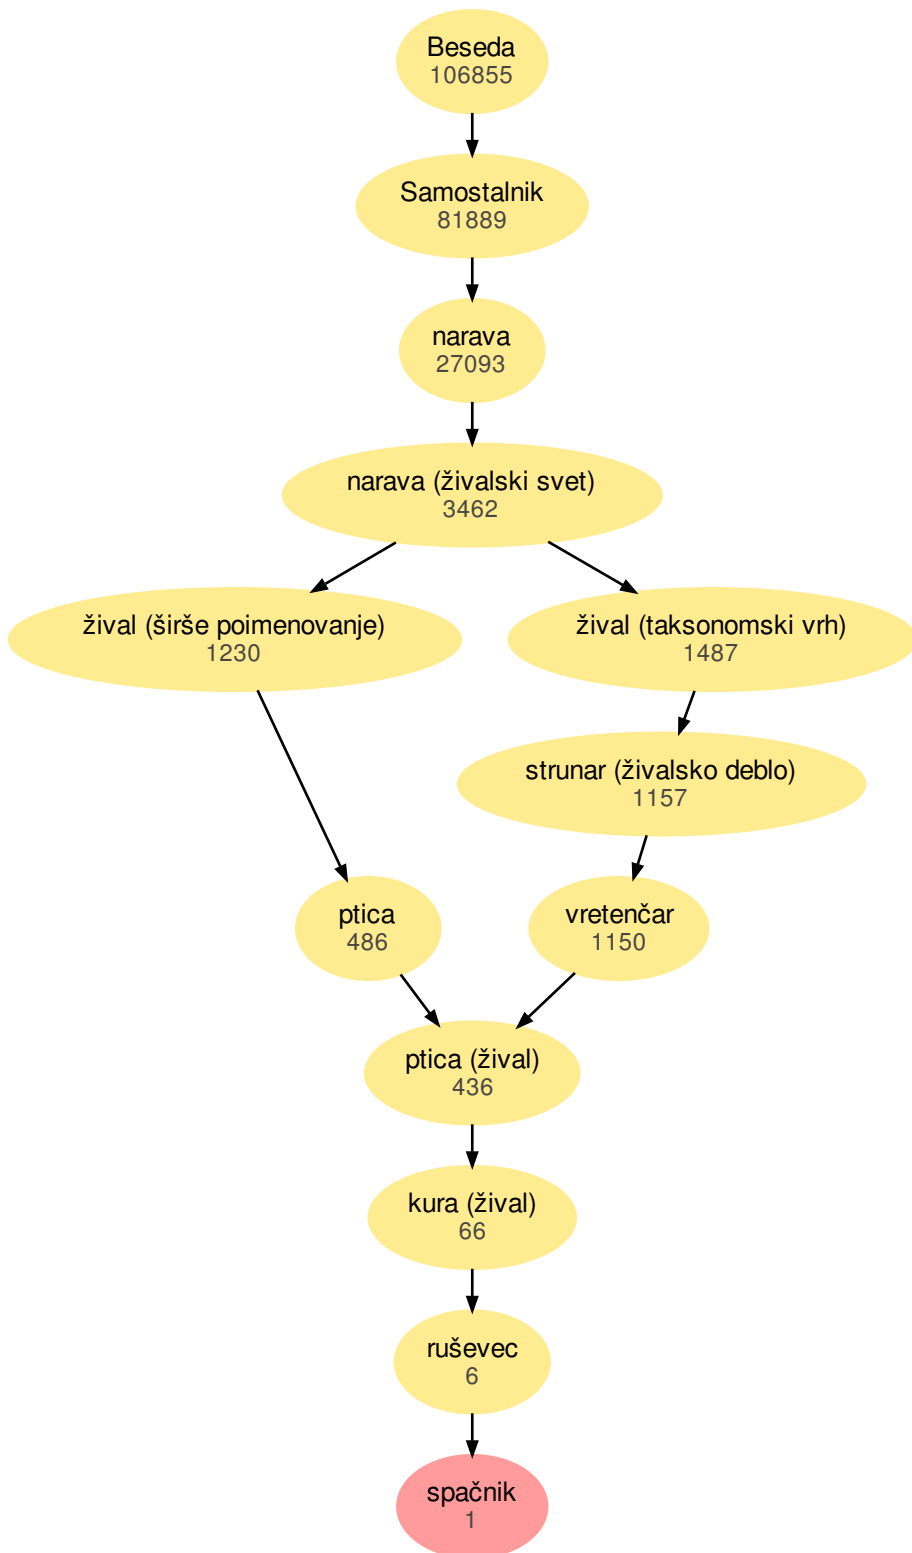 Beseda
106855
Samostalnik
81889
narava
27093
narava (živalski svet)
3462
žival (širše poimenovanje)
1230
žival (taksonomski vrh)
1487
strunar (živalsko deblo)
1157
ptica
486
vretenčar
1150
ptica (žival)
436
kura (žival)
66
ruševec
6
spačnik
1